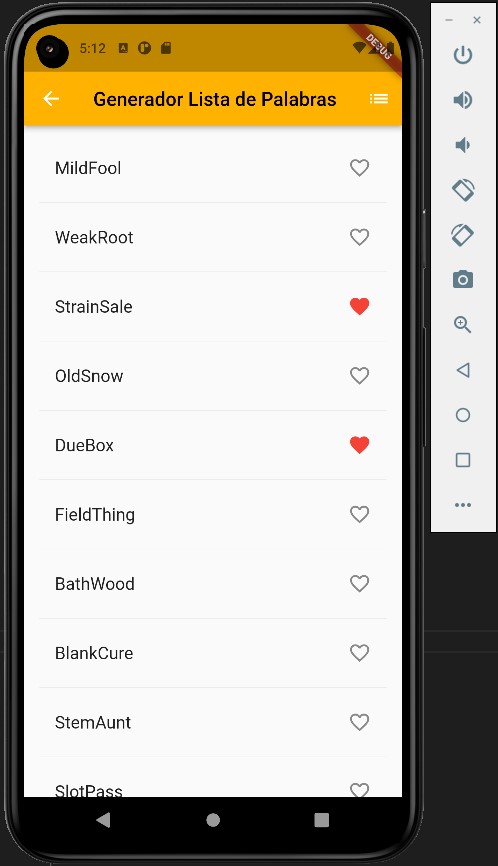 5:12
DEBUG
Generador Lista de Palabras
MildFool
WeakRoot
StrainSale
OldSnow
DueBox
FieldThing
BathWood
BlankCure
StemAunt
SlotPass